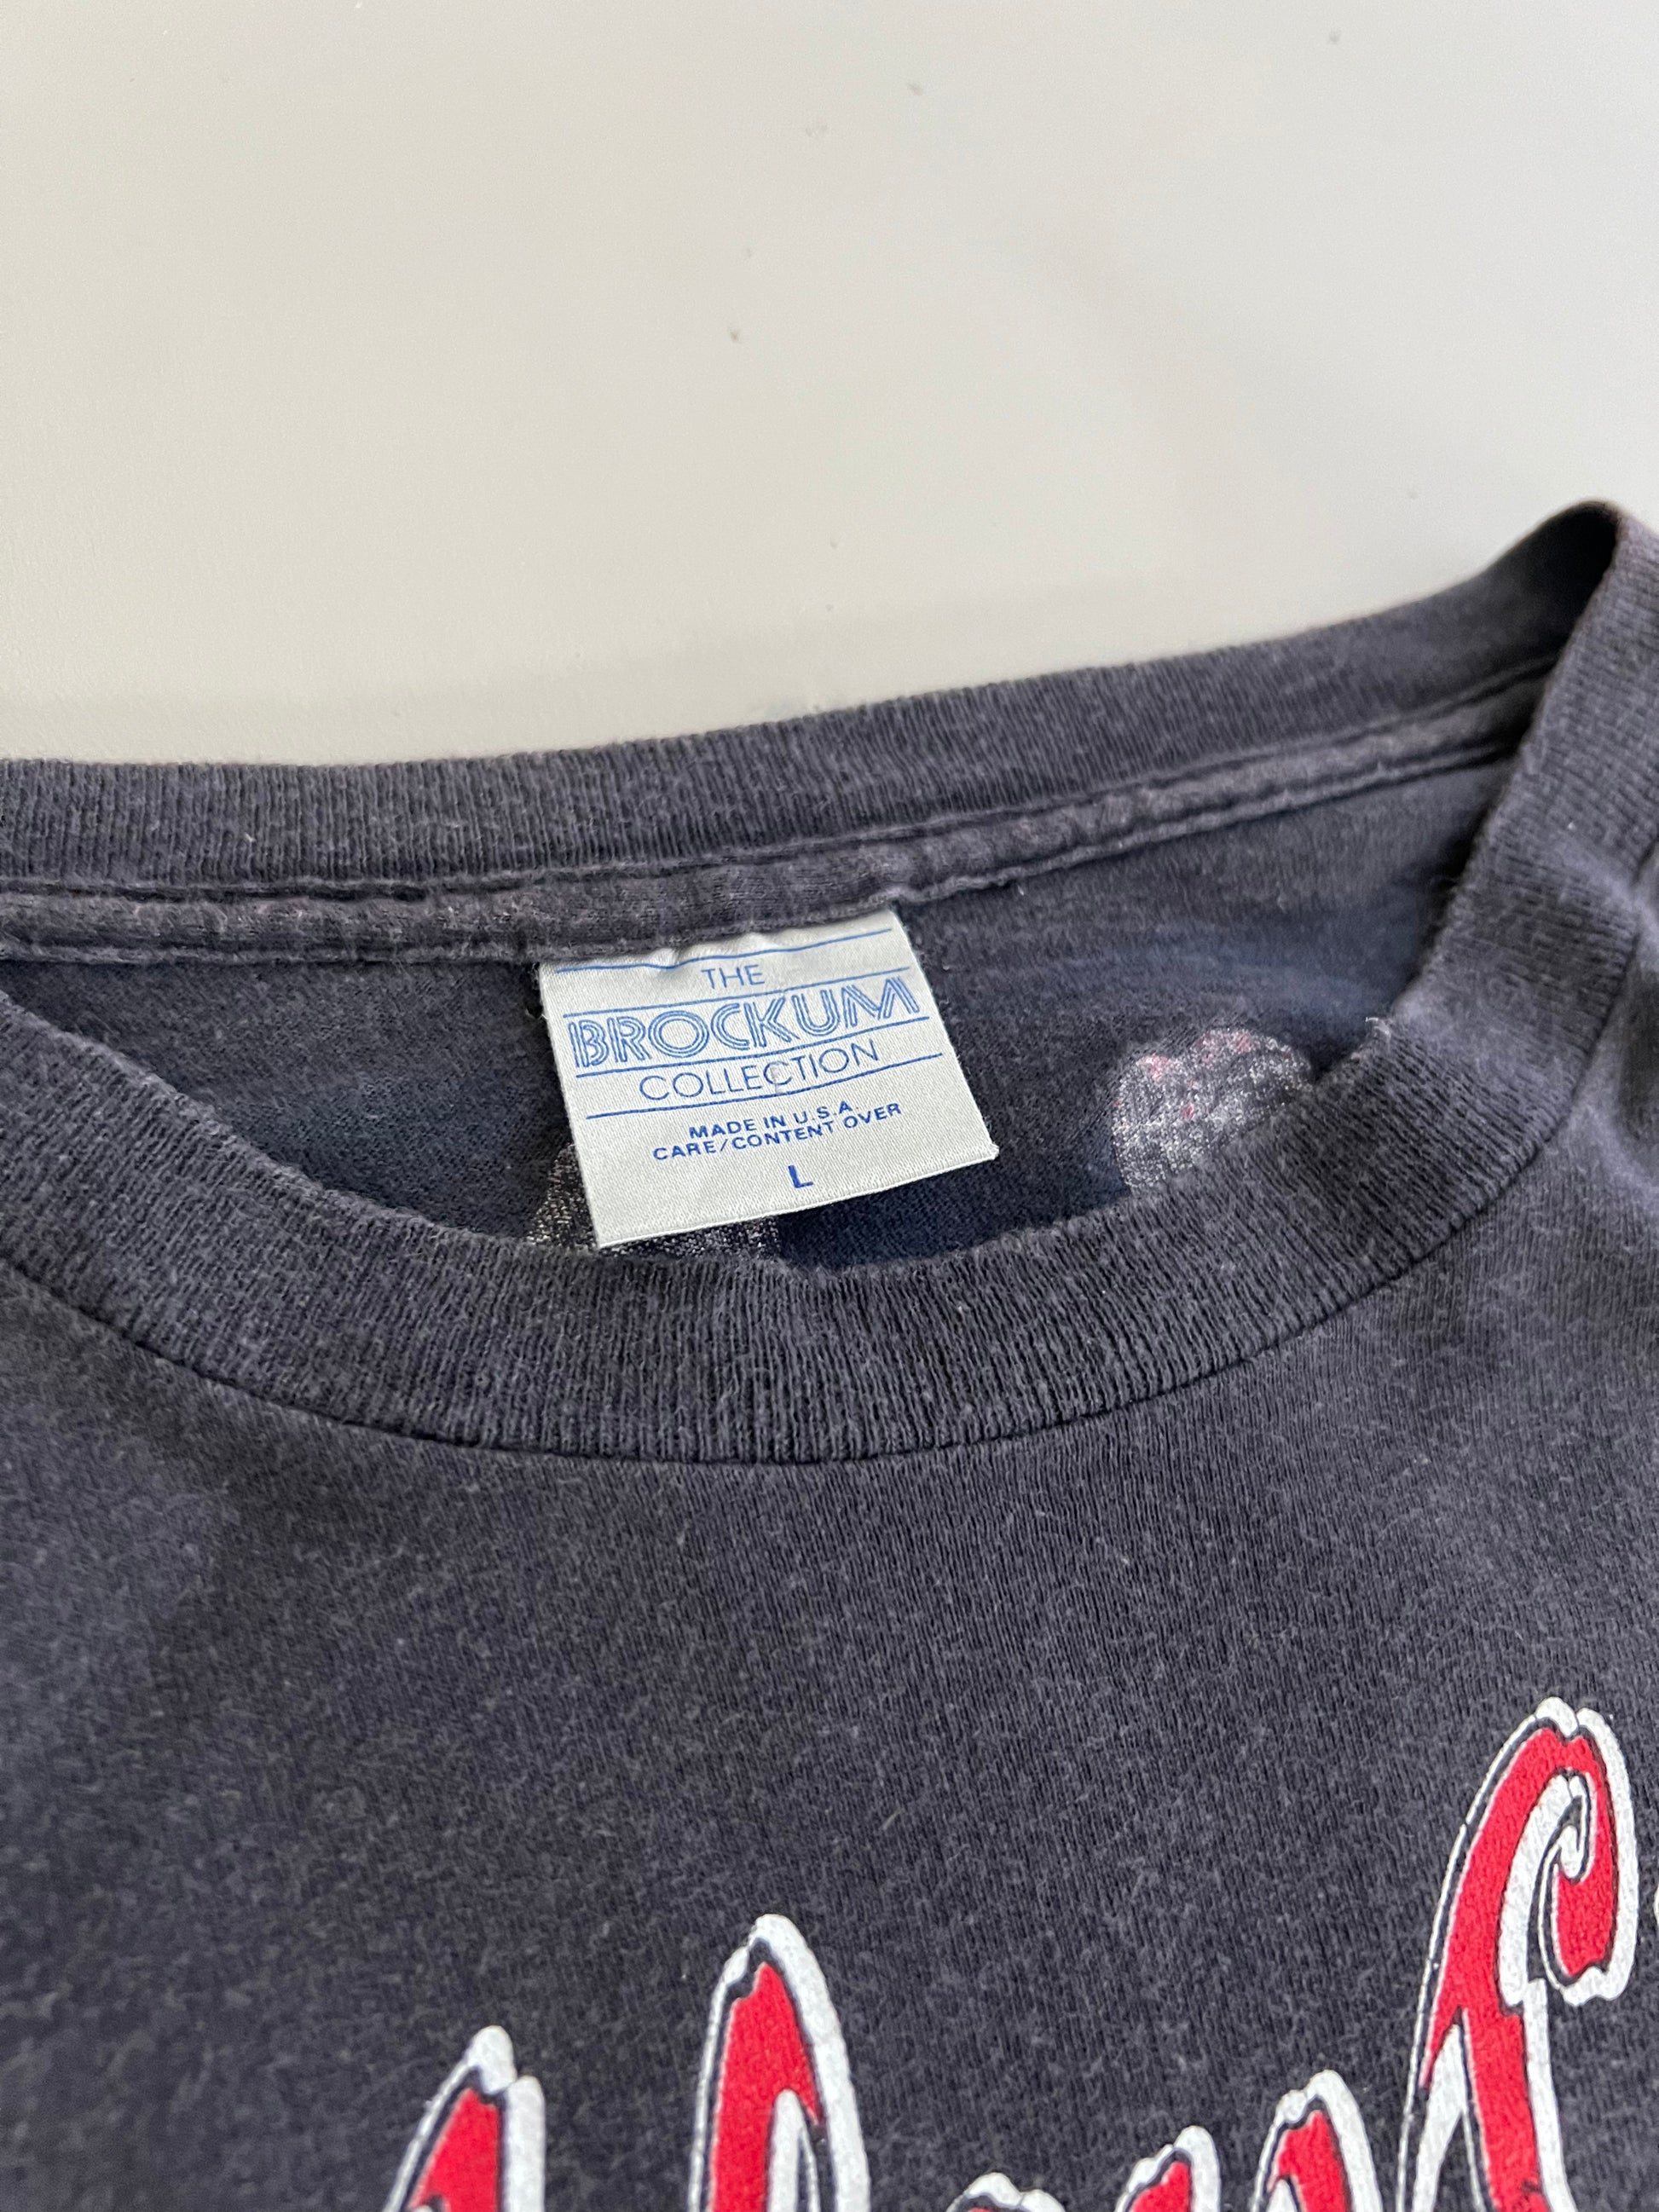 THE
BROCKUM
COLLECTION
MADE IN U.S.A
CARE/CONTENT OVER
L